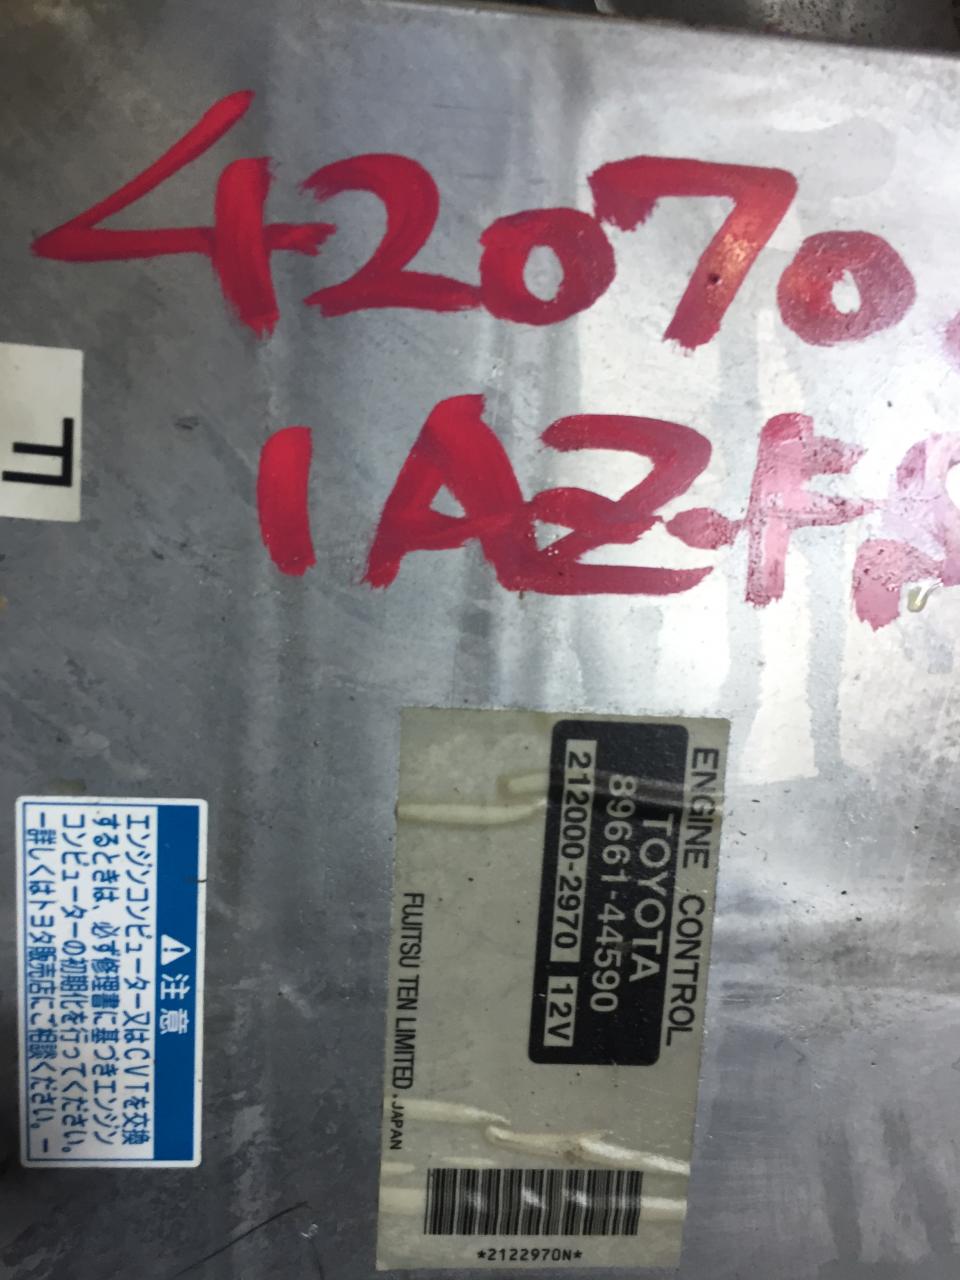 42070
1AZ-F
TI
ENGINE CONTROL
TOYOTA
89661-44590
212000-2970 12V
FUJITSU TEN LIMITED, JAPAN
*2122970N*
注意
エンジンコンピューター又はCVTを交換
するときは、必ず修理書に基づきエンジン
コンピューターの初期化を行ってください。
ー詳しくはトヨタ販売店にご相談ください。ー